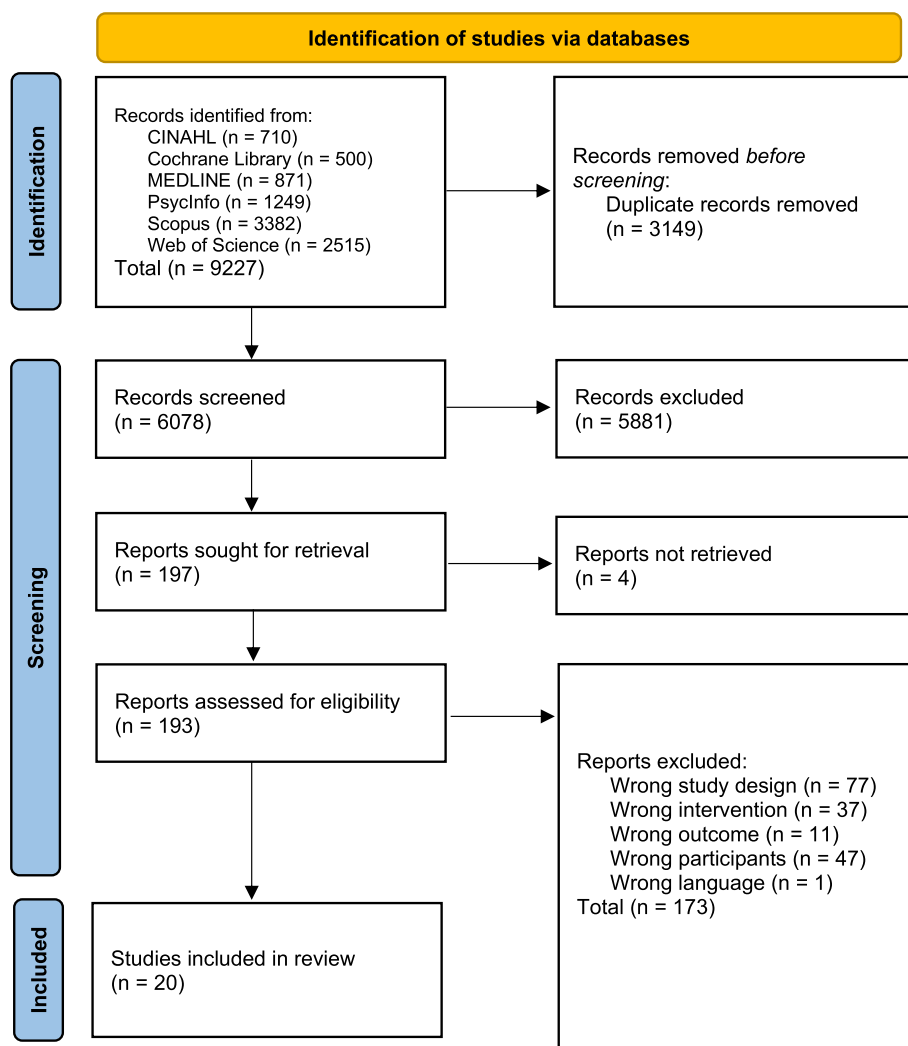 Identification of studies via databases
Identification
Records identified from:
CINAHL (n = 710)
Cochrane Library (n = 500)
MEDLINE (n = 871)
PsycInfo (n = 1249)
Scopus (n = 3382)
Web of Science (n = 2515)
Total (n = 9227)
Records removed before
screening:
Duplicate records removed
(n = 3149)
Screening
Records screened
(n = 6078)
Records excluded
(n = 5881)
Reports sought for retrieval
(n = 197)
Reports not retrieved
(n = 4)
Reports assessed for eligibility
(n = 193)
Reports excluded:
Wrong study design (n = 77)
Wrong intervention (n = 37)
Wrong outcome (n = 11)
Wrong participants (n = 47)
Wrong language (n = 1)
Total (n = 173)
Included
Studies included in review
(n = 20)